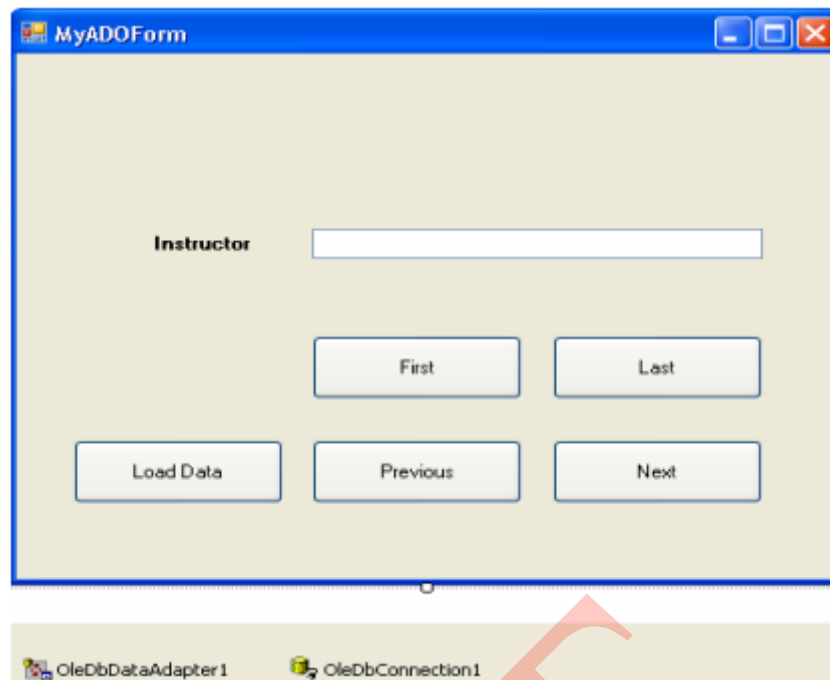 MyADOForm
Instructor
First Last
Load Data Previous Next
OleDbDataAdapter1 OleDbConnection1